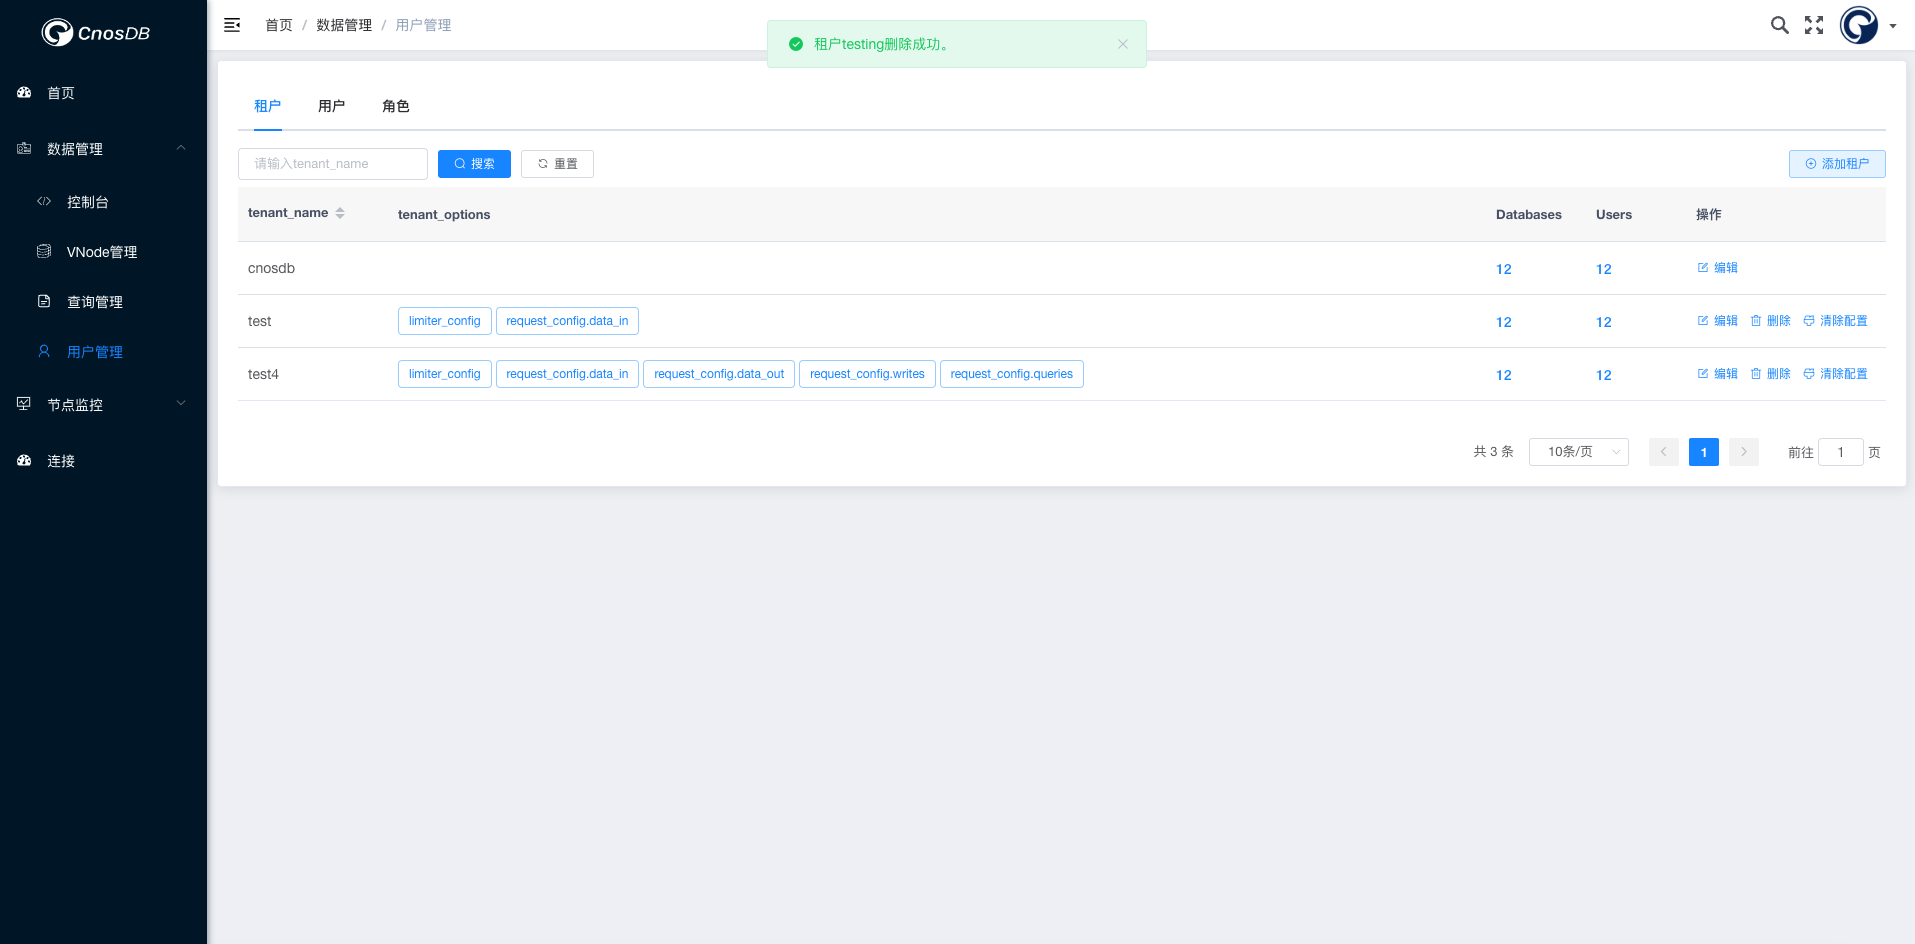 CnosDB
首页
数据管理
控制台
VNode管理
查询管理
用户管理
节点监控
连接
首页 / 数据管理 / 用户管理
租户testing删除成功。
租户 用户 角色
请输入tenant_name 搜索 重置 添加租户
tenant_name tenant_options Databases Users 操作
cnosdb 12 12 编辑
test limiter_config request_config.data_in 12 12 编辑 删除 清除配置
test4 limiter_config request_config.data_in request_config.data_out request_config.writes request_config.queries 12 12 编辑 删除 清除配置
共 3 条 10条/页 1 前往 1 页